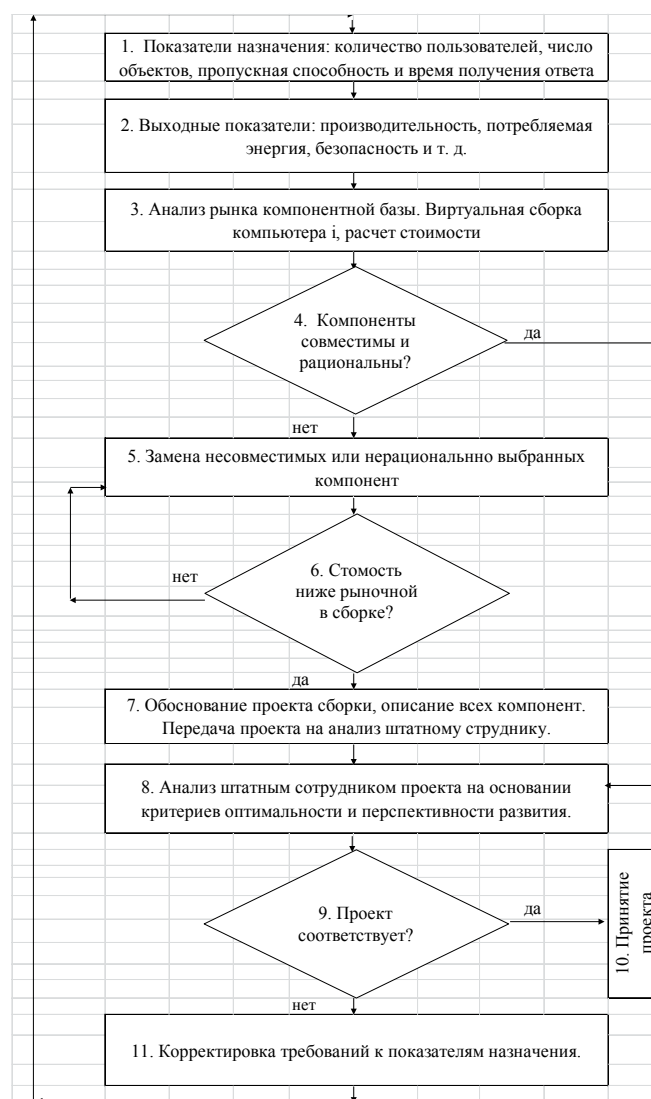 1. Показатели назначения: количество пользователей, число
объектов, пропускная способность и время получения ответа
2. Выходные показатели: производительность, потребляемая
энергия, безопасность и т. д.
3. Анализ рынка компонентной базы. Виртуальная сборка
компьютера i, расчет стоимости
4. Компоненты
совместимы и
рациональны?
да
нет
5. Замена несовместимых или нерациональнно выбранных
компонент
6. Стомость
ниже рыночной
в сборке?
нет
да
7. Обоснование проекта сборки, описание всех компонент.
Передача проекта на анализ штатному струднику.
8. Анализ штатным сотрудником проекта на основании
критериев оптимальности и перспективности развития.
9. Проект
соответствует?
да
10. Принятие
проекта
нет
11. Корректировка требований к показателям назначения.